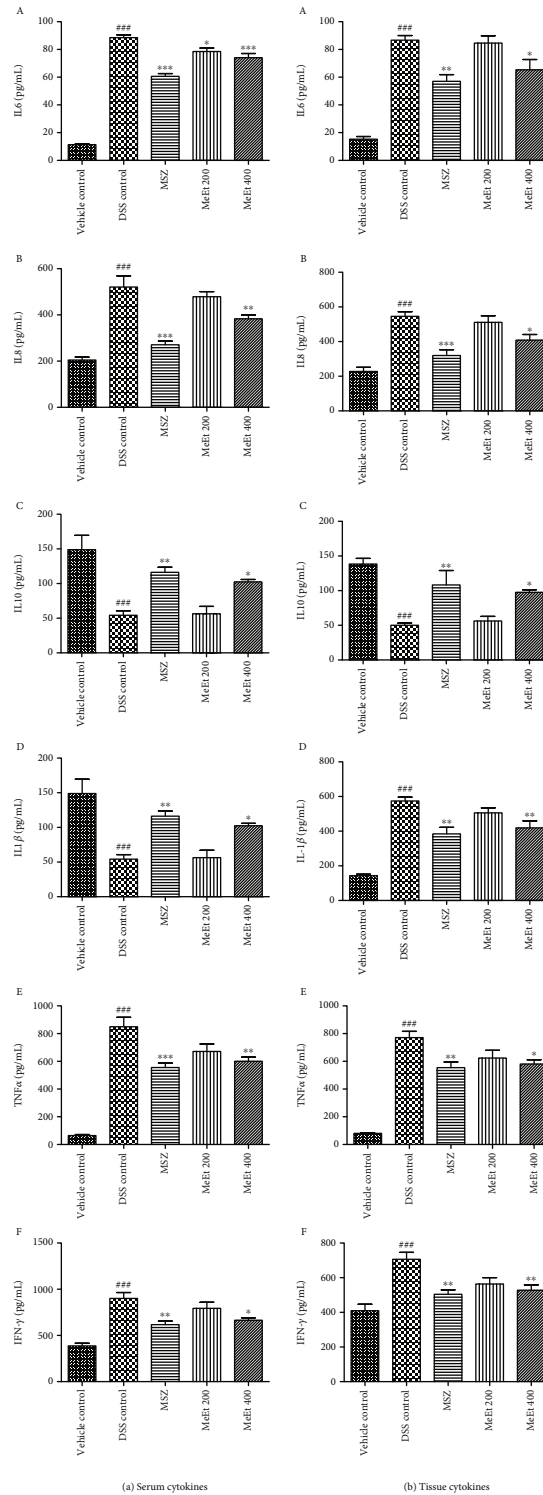 A
IL6 (pg/mL)
100
80
60
40
20
0
###
***
*
***
Vehicle control
DSS control
MSZ
MeEt 200
MeEt 400
A
IL6 (pg/mL)
100
80
60
40
20
0
###
**
*
Vehicle control
DSS control
MSZ
MeEt 200
MeEt 400
B
IL8 (pg/mL)
600
400
200
0
###
***
**
Vehicle control
DSS control
MSZ
MeEt 200
MeEt 400
B
IL8 (pg/mL)
800
600
400
200
0
###
***
*
Vehicle control
DSS control
MSZ
MeEt 200
MeEt 400
C
IL10 (pg/mL)
200
150
100
50
0
###
**
*
Vehicle control
DSS control
MSZ
MeEt 200
MeEt 400
C
IL10 (pg/mL)
200
150
100
50
0
###
**
*
Vehicle control
DSS control
MSZ
MeEt 200
MeEt 400
D
IL1 β (pg/mL)
200
150
100
50
0
###
**
*
Vehicle control
DSS control
MSZ
MeEt 200
MeEt 400
D
IL-1β (pg/mL)
800
600
400
200
0
###
**
**
Vehicle control
DSS control
MSZ
MeEt 200
MeEt 400
E
TNFα (pg/mL)
1000
800
600
400
200
0
###
***
**
Vehicle control
DSS control
MSZ
MeEt 200
MeEt 400
E
TNFα (pg/mL)
1000
800
600
400
200
0
###
**
*
Vehicle control
DSS control
MSZ
MeEt 200
MeEt 400
F
IFN-γ (pg/mL)
1500
1000
500
0
###
**
*
Vehicle control
DSS control
MSZ
MeEt 200
MeEt 400
F
IFN-γ (pg/mL)
800
600
400
200
0
###
**
**
Vehicle control
DSS control
MSZ
MeEt 200
MeEt 400
(a) Serum cytokines
(b) Tissue cytokines